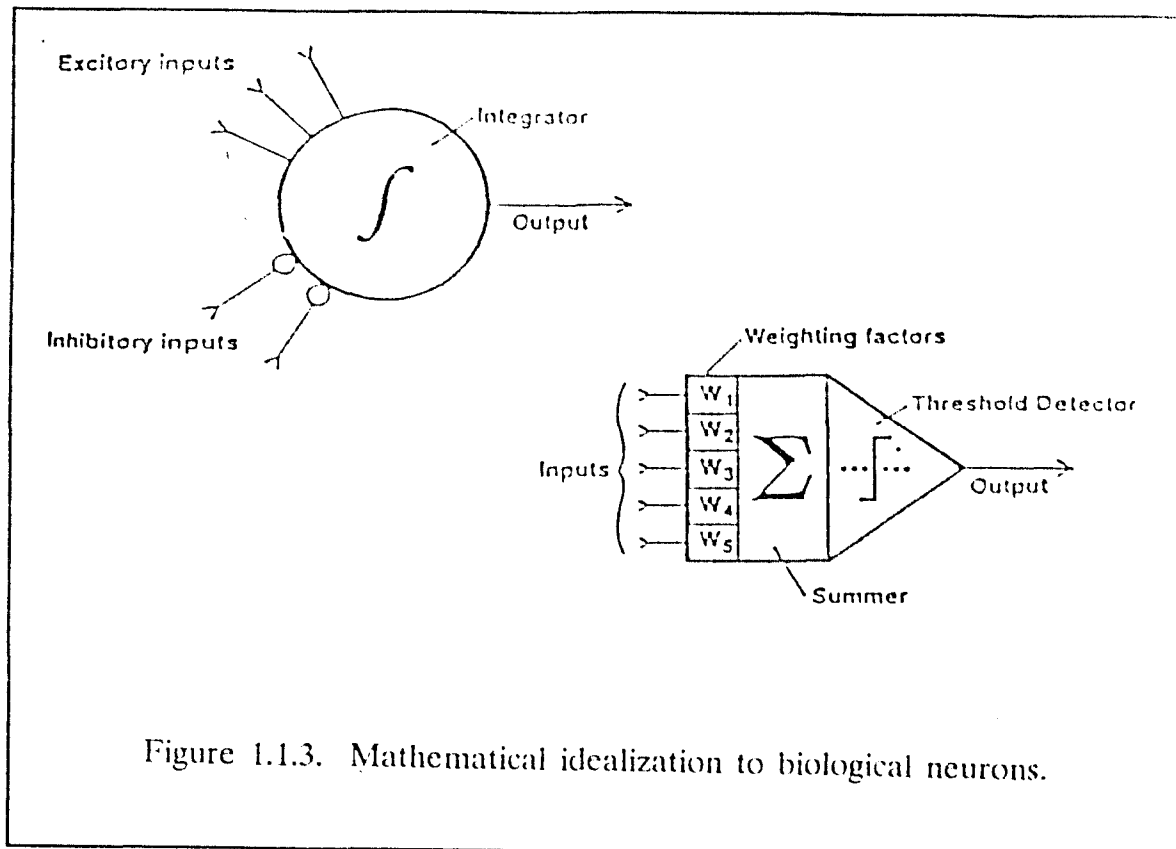 Excitory inputs
Integrator
∫
Output
Inhibitory inputs
Weighting factors
W1
W2
W3
W4
W5
Inputs
Σ
Threshold Detector
Output
Summer
Figure 1.1.3. Mathematical idealization to biological neurons.